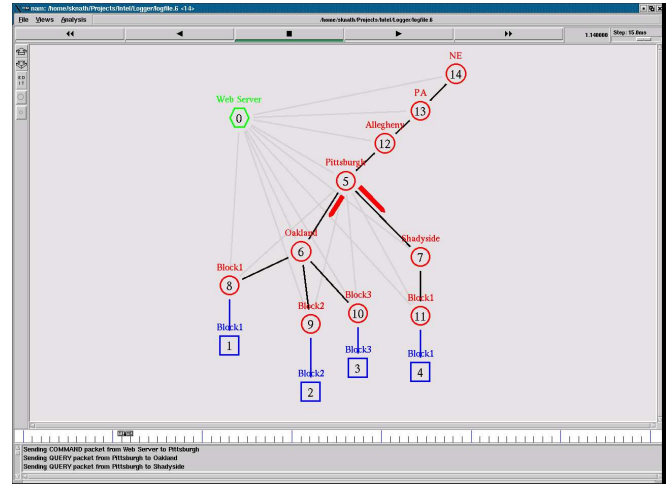 nam: /home/sknath/Projects/Intel/Logger/logfile.6 <14>
File Views Analysis /home/sknath/Projects/Intel/Logger/logfile.6
1.140000 Step: 15.8ms
NE
14
PA
13
Web Server
0
Allegheny
12
Pittsburgh
5
Oakland
6
Shadyside
7
Block1
8
Block2
9
Block3
10
Block1
11
Block1
1
Block2
2
Block3
3
Block1
4
Sending COMMAND packet from Web Server to Pittsburgh
Sending QUERY packet from Pittsburgh to Oakland
Sending QUERY packet from Pittsburgh to Shadyside